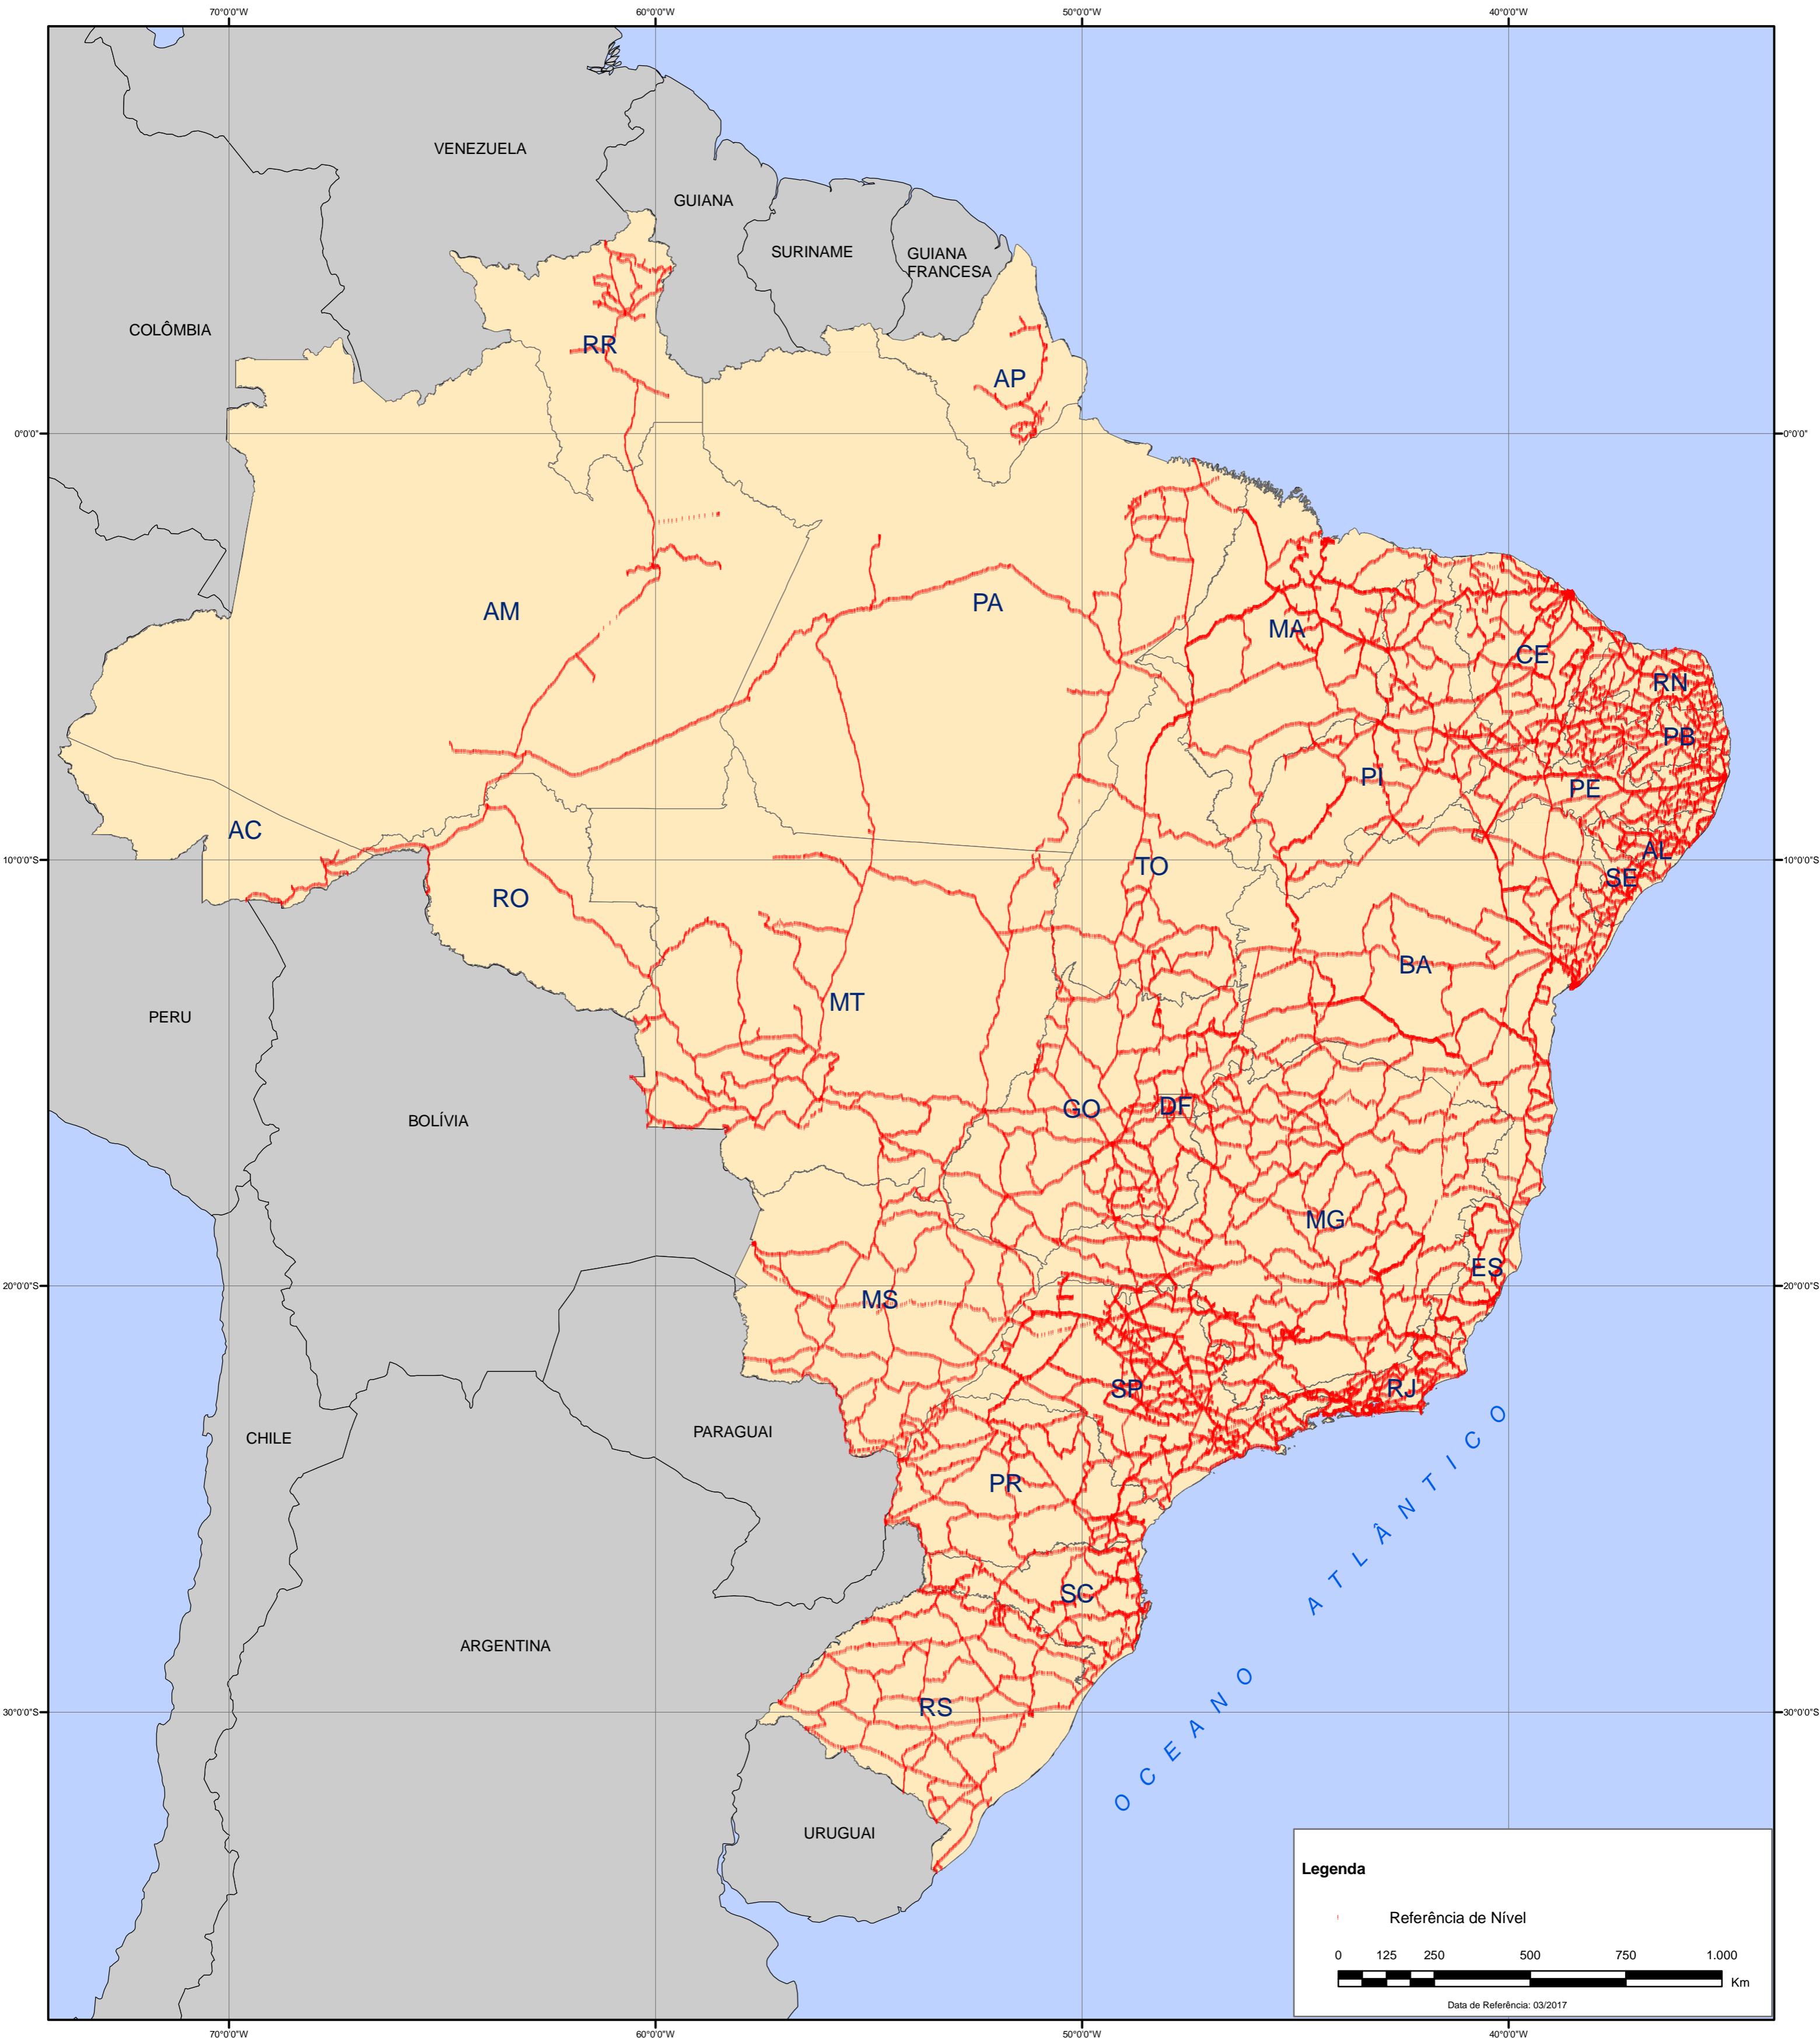 70°0'0"W
60°0'0"W
50°0'0"W
40°0'0"W
VENEZUELA
GUIANA
SURINAME
GUIANA
FRANCESA
COLÔMBIA
RR
AP
0°0'0"
0°0'0"
AM
PA
MA
CE
RN
PB
PI
PE
AC
AL
10°0'0"S
10°0'0"S
TO
SE
RO
BA
MT
PERU
BOLÍVIA
GO
DF
MG
ES
20°0'0"S
20°0'0"S
MS
SP
RJ
CHILE
PARAGUAI
PR
SC
ARGENTINA
RS
30°0'0"S
30°0'0"S
OCEANO ATLÂNTICO
URUGUAI
Legenda
Referência de Nível
0 125 250 500 750 1.000
Km
Data de Referência: 03/2017
70°0'0"W
60°0'0"W
50°0'0"W
40°0'0"W